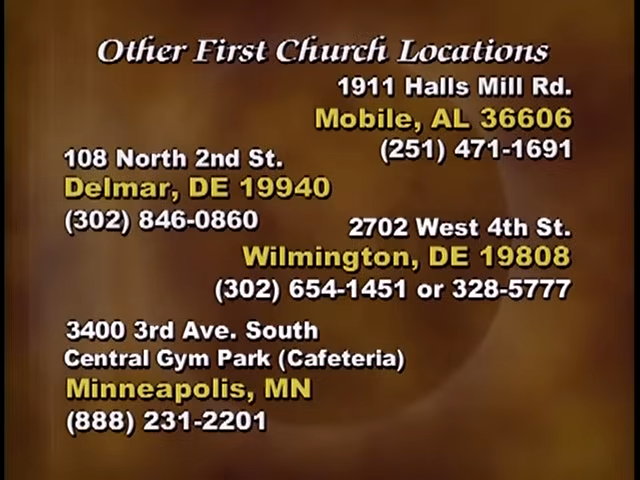 Other First Church Locations
1911 Halls Mill Rd.
Mobile, AL 36606
(251) 471-1691
108 North 2nd St.
Delmar, DE 19940
(302) 846-0860
2702 West 4th St.
Wilmington, DE 19808
(302) 654-1451 or 328-5777
3400 3rd Ave. South
Central Gym Park (Cafeteria)
Minneapolis, MN
(888) 231-2201